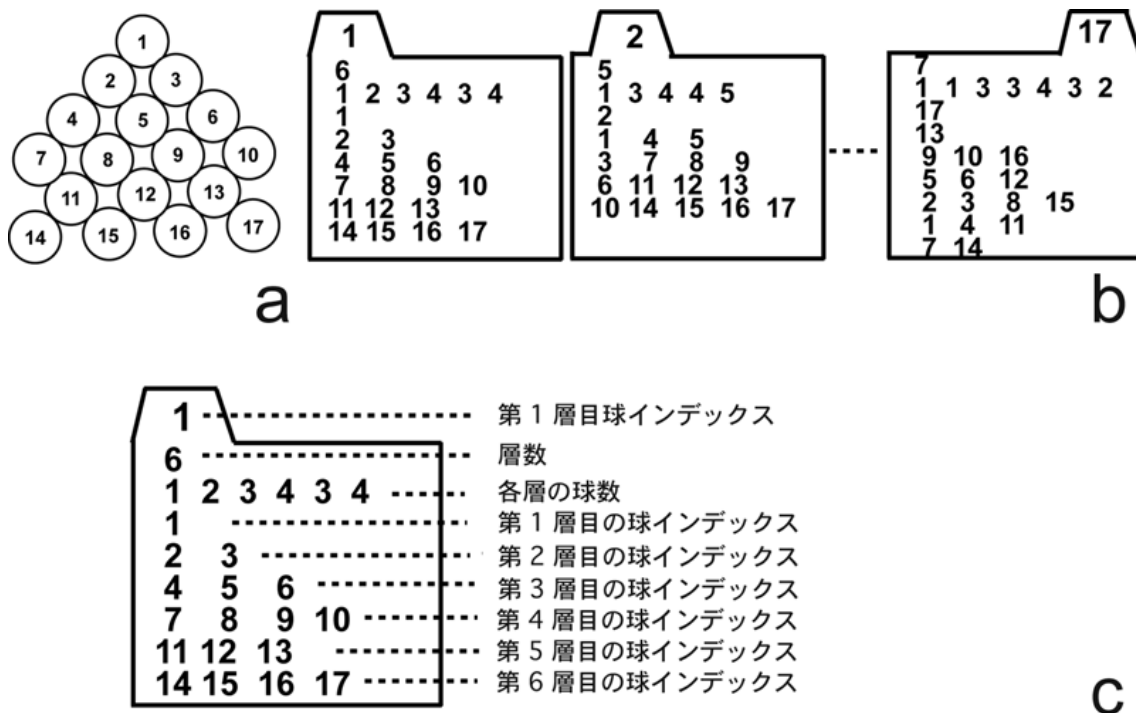 1
2 3
4 5 6
7 8 9 10
11 12 13
14 15 16 17
a
1
6
1 2 3 4 3 4
1
2 3
4 5 6
7 8 9 10
11 12 13
14 15 16 17
2
5
1 3 4 4 5
2
1 4 5
3 7 8 9
6 11 12 13
10 14 15 16 17
17
7
1 1 3 3 4 3 2
17
13
9 10 16
5 6 12
2 3 8 15
1 4 11
7 14
b
1 第1層目球インデックス
6 層数
1 2 3 4 3 4 各層の球数
1 第1層目の球インデックス
2 3 第2層目の球インデックス
4 5 6 第3層目の球インデックス
7 8 9 10 第4層目の球インデックス
11 12 13 第5層目の球インデックス
14 15 16 17 第6層目の球インデックス
c